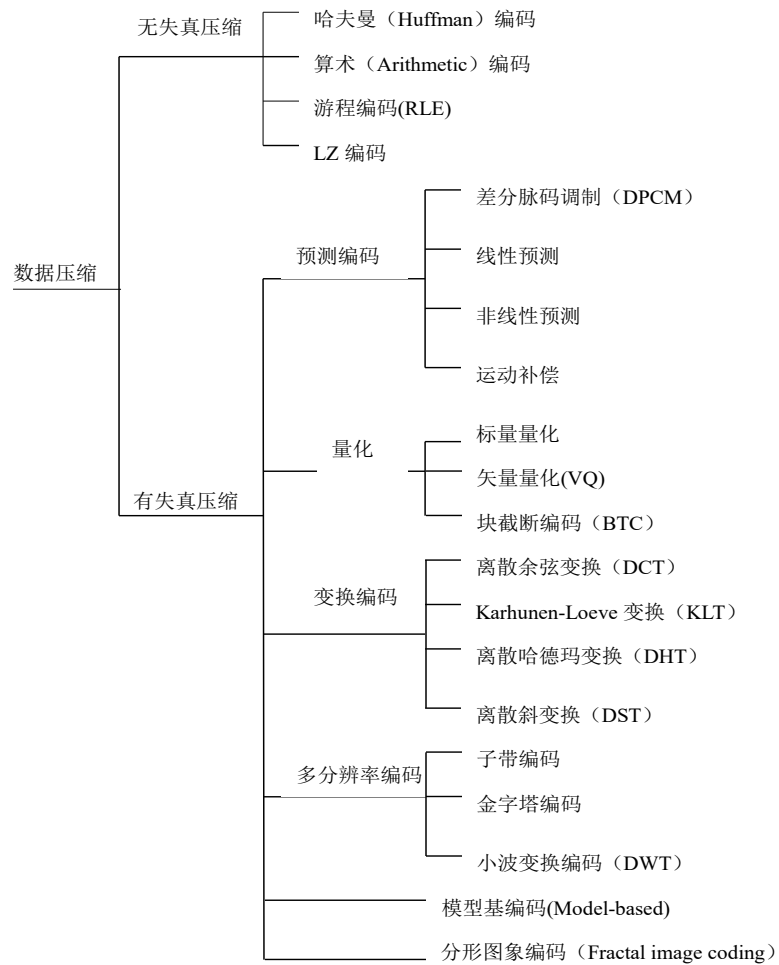 无失真压缩
哈夫曼（Huffman）编码
算术（Arithmetic）编码
游程编码(RLE)
LZ 编码
数据压缩
预测编码
差分脉码调制（DPCM）
线性预测
非线性预测
运动补偿
有失真压缩
量化
标量量化
矢量量化(VQ)
块截断编码（BTC）
变换编码
离散余弦变换（DCT）
Karhunen-Loeve 变换（KLT）
离散哈德玛变换（DHT）
离散斜变换（DST）
多分辨率编码
子带编码
金字塔编码
小波变换编码（DWT）
模型基编码(Model-based)
分形图象编码（Fractal image coding）